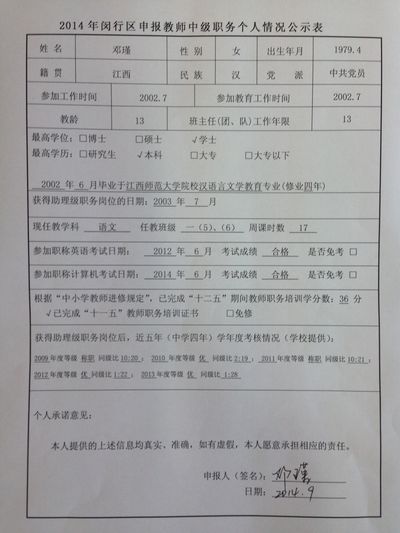 2014年闵行区申报教师中级职务个人情况公示表
姓名 邓瑾 性别 女 出生年月 1979.4
籍贯 江西 民族 汉 党派 中共党员
参加工作时间 2002.7 参加教育工作时间 2002.7
教龄 13 班主任(团、队)工作年限 13
最高学位：□博士 □硕士 √学士
最高学历：□研究生 √本科 □大专 □大专以下
2002 年 6 月毕业于江西师范大学院校汉语言文学教育专业(修业四年)
获得助理级职务岗位的日期：2003 年 7 月
现任教学科 语文 任教班级 一(5)、(6) 周课时数 17
参加职称英语考试日期： 2012 年 6 月 考试成绩 合格 是否免考 □
参加职称计算机考试日期： 2014 年 6 月 考试成绩 合格 是否免考 □
根据“中小学教师进修规定”，已完成“十二五”期间教师职务培训学分数：36 分
√已完成“十一五”教师职务培训证书 □免修
获得助理级职务岗位后，近五年（中学四年）学年度考核情况（学校提供）：
2009 年度等级 称职 同级比 10:20； 2010 年度等级 优 同级比 2:19； 2011 年度等级 称职 同级比 10:21；
2012 年度等级 优 同级比 1:22； 2013 年度等级 优 同级比 1:28
个人承诺意见：
本人提供的上述信息均真实、准确，如有虚假，本人愿意承担相应的责任。
申报人（签名）： 邓瑾
日期： 2014.9